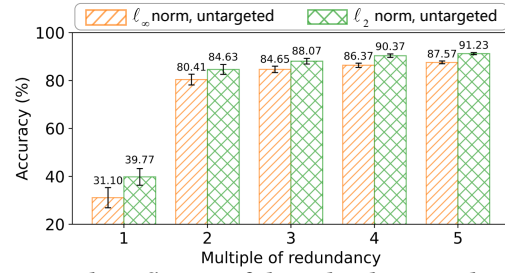 ℓ∞ norm, untargeted ℓ2 norm, untargeted
100
80
60
40
20
Accuracy (%)
31.10 39.77
80.41 84.63
84.65 88.07
86.37 90.37
87.57 91.23
1 2 3 4 5
Multiple of redundancy